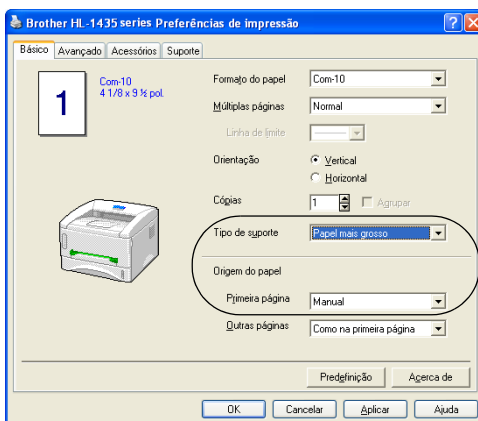 Brother HL-1435 series Preferências de impressão
Básico Avançado Acessórios Suporte
1
Com-10
4 1/8 x 9 ½ pol.
Formato do papel Com-10
Múltiplas páginas Normal
Linha de limite
Orientação Vertical
Horizontal
Cópias 1 Agrupar
Tipo de suporte Papel mais grosso
Origem do papel
Primeira página Manual
Outras páginas Como na primeira página
Predefinição Acerca de
OK Cancelar Aplicar Ajuda